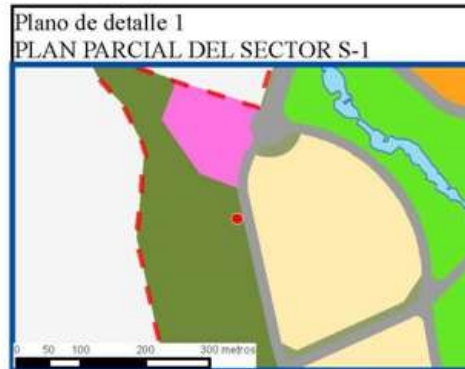 Plano de detalle 1
PLAN PARCIAL DEL SECTOR S-1
0 50 100 200 300 metros